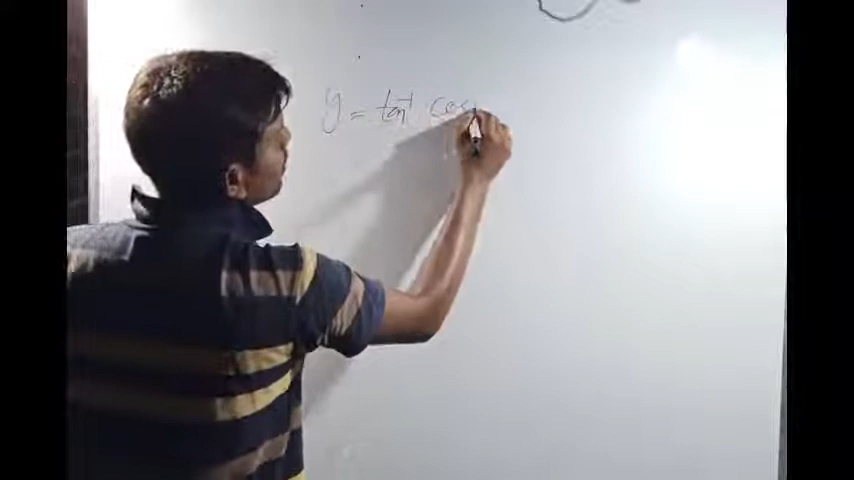 y = tan⁻¹ cos